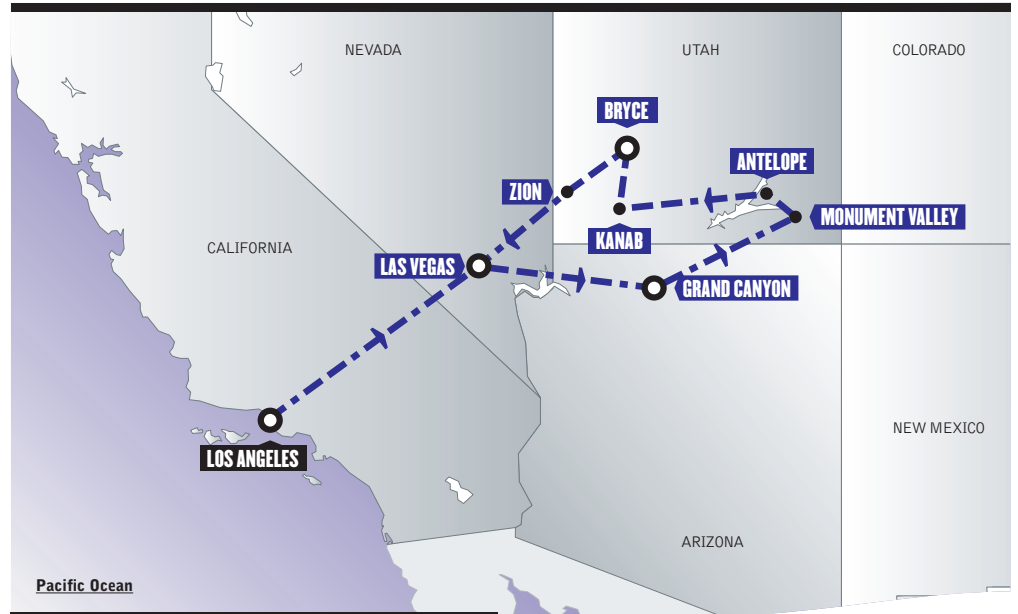 NEVADA
UTAH
COLORADO
BRYCE
ANTELOPE
ZION
MONUMENT VALLEY
KANAB
CALIFORNIA
LAS VEGAS
GRAND CANYON
LOS ANGELES
NEW MEXICO
ARIZONA
Pacific Ocean